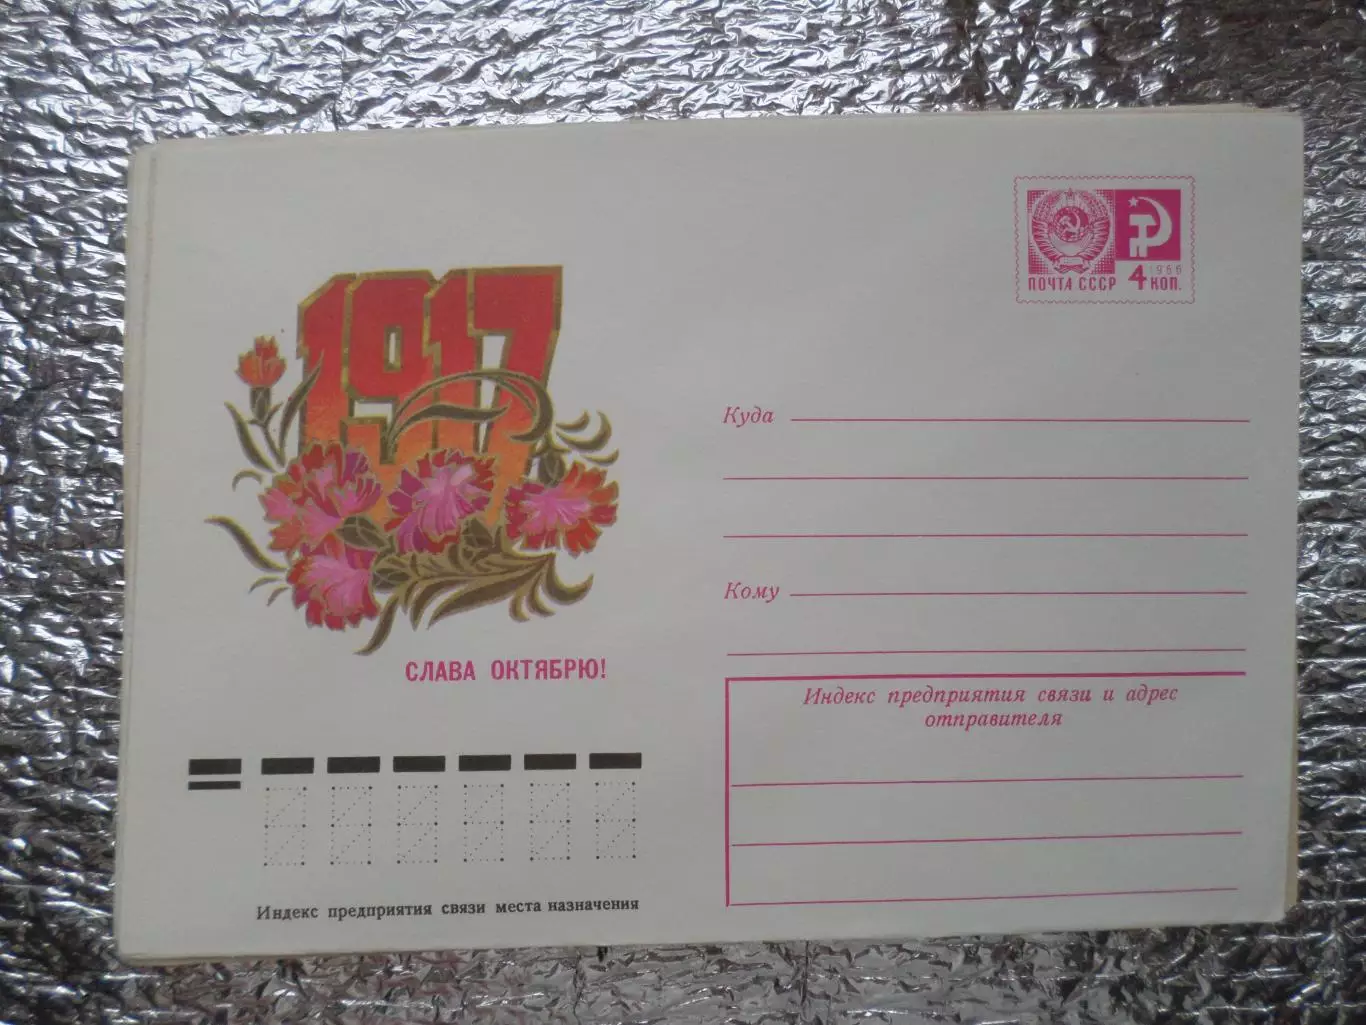 1917
СЛАВА ОКТЯБРЮ!
1966
ПОЧТА СССР 4 КОП.
Куда
Кому
Индекс предприятия связи и адрес
отправителя
Индекс предприятия связи места назначения